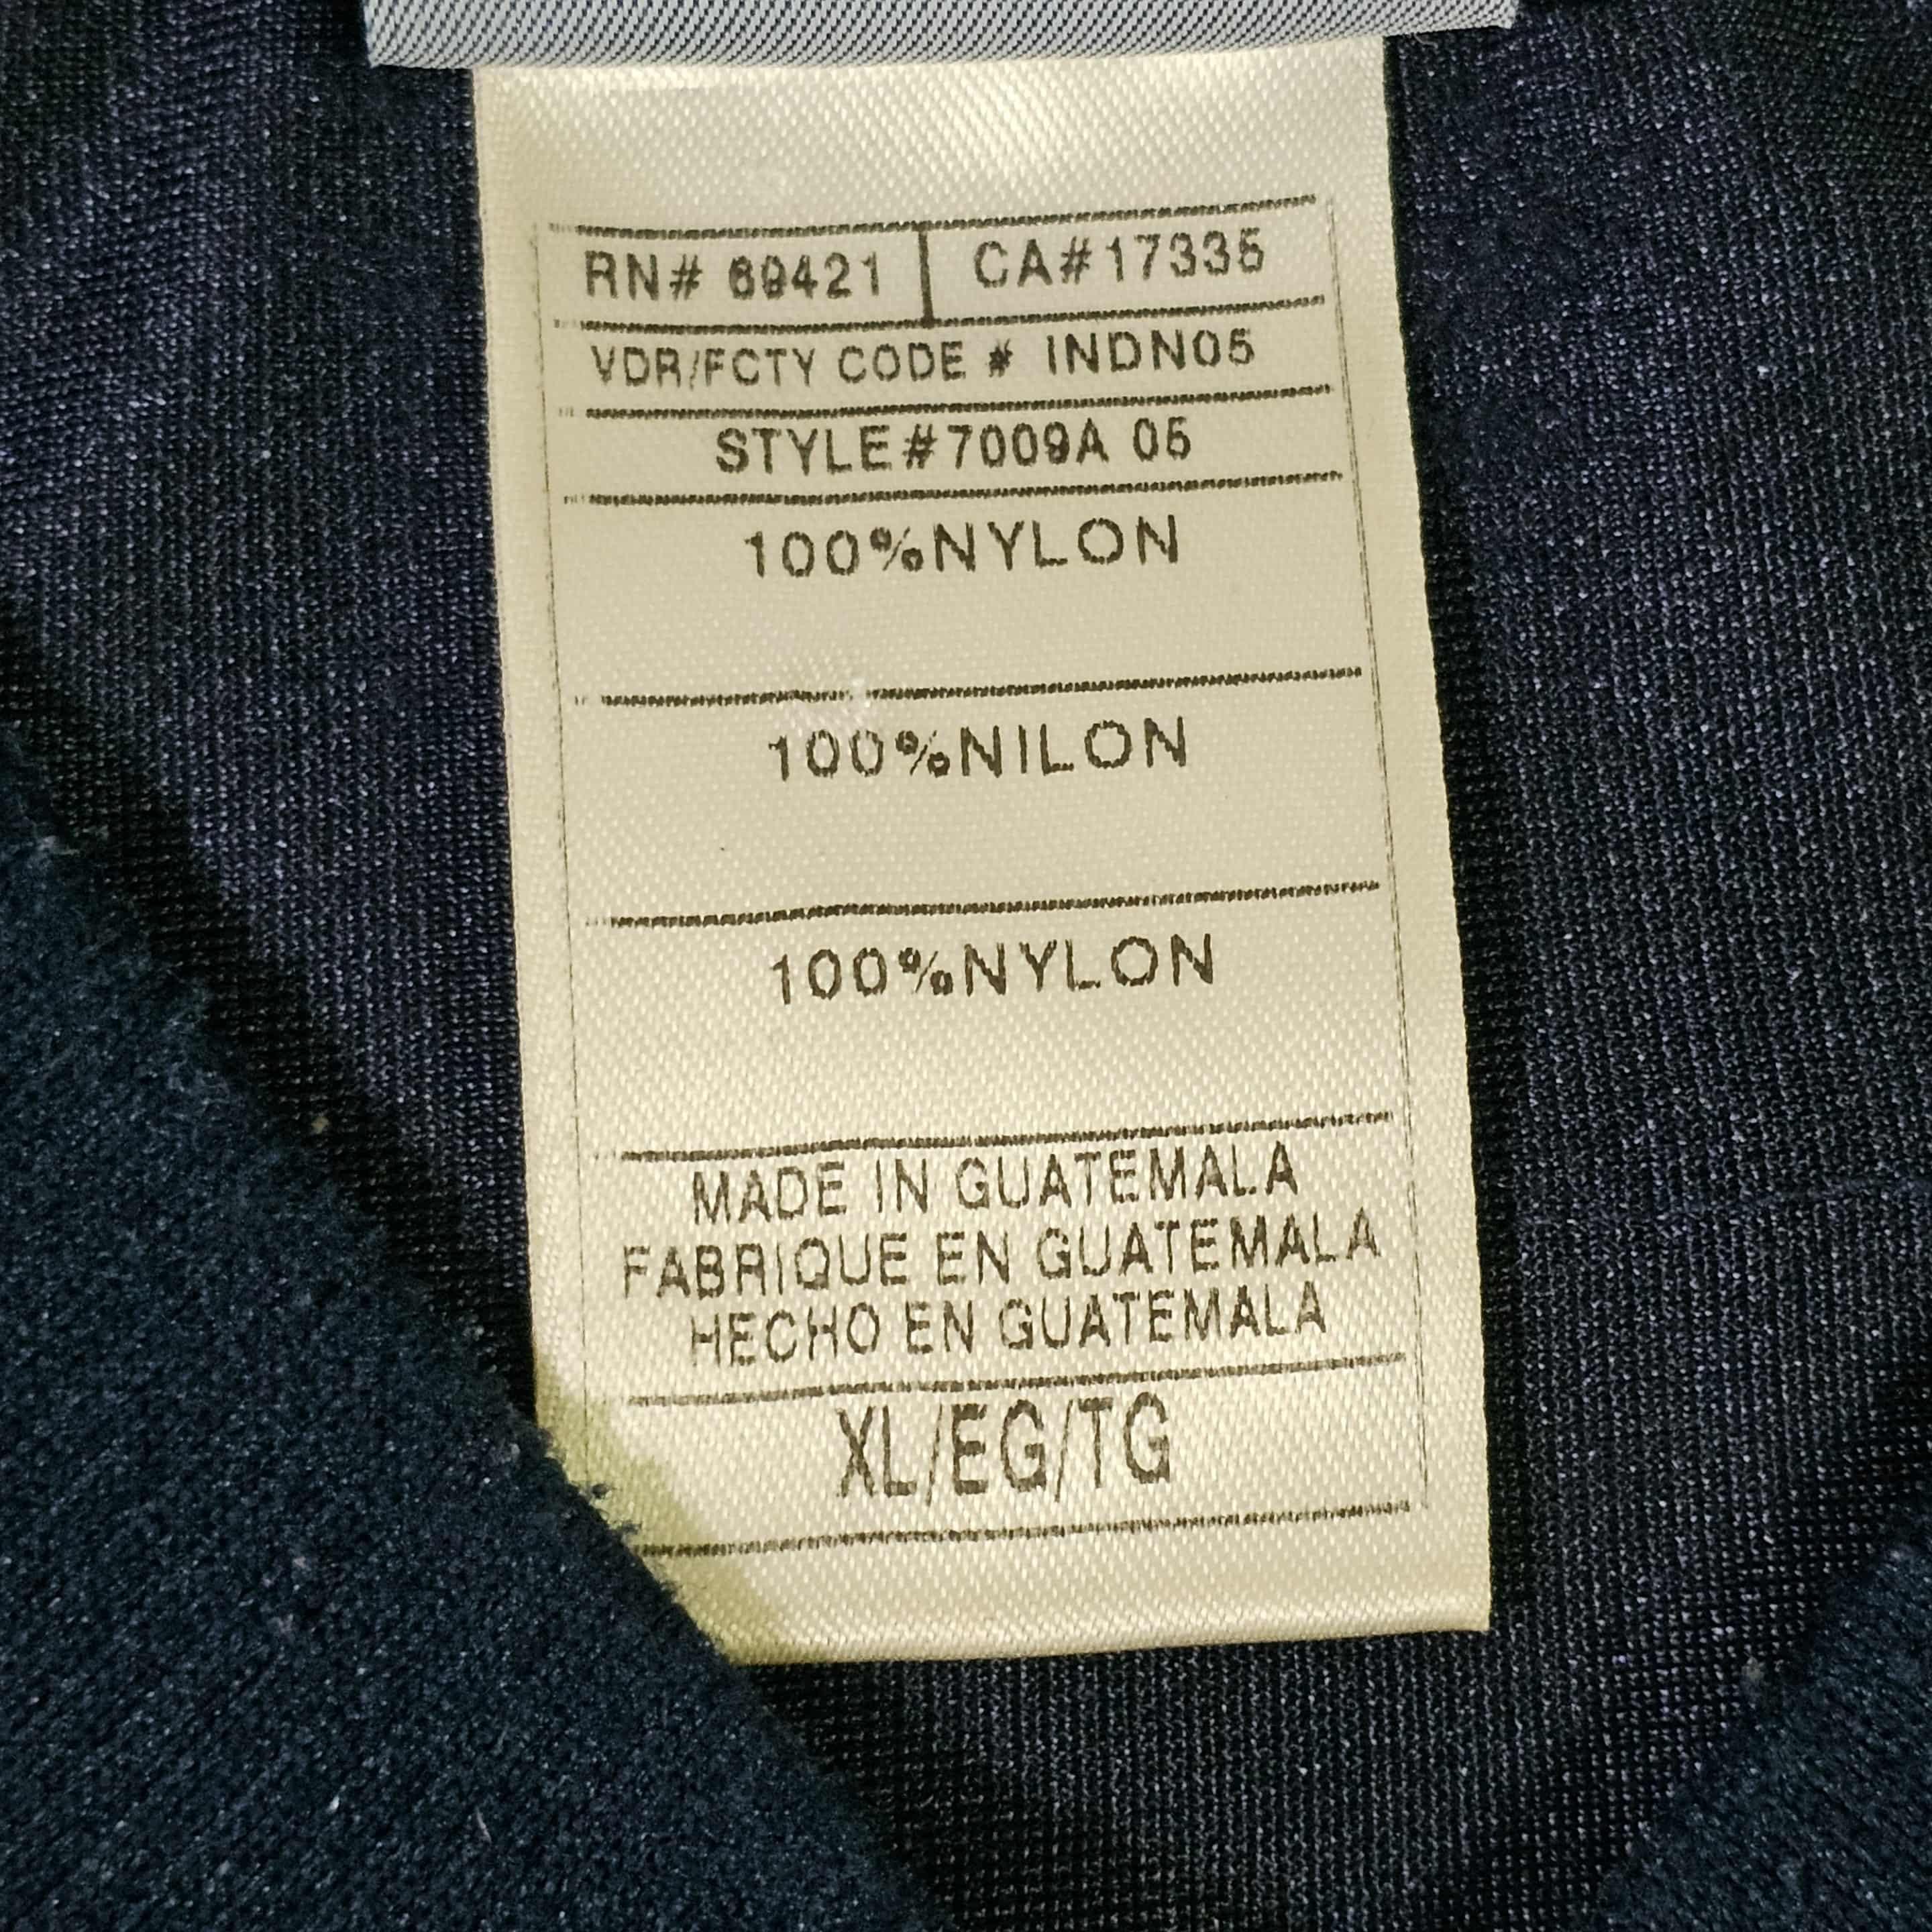 RN# 69421 CA#17335
VDR/FCTY CODE # INDN05
STYLE#7009A 05
100%NYLON
100%NILON
100%NYLON
MADE IN GUATEMALA
FABRIQUE EN GUATEMALA
HECHO EN GUATEMALA
XL/EG/TG